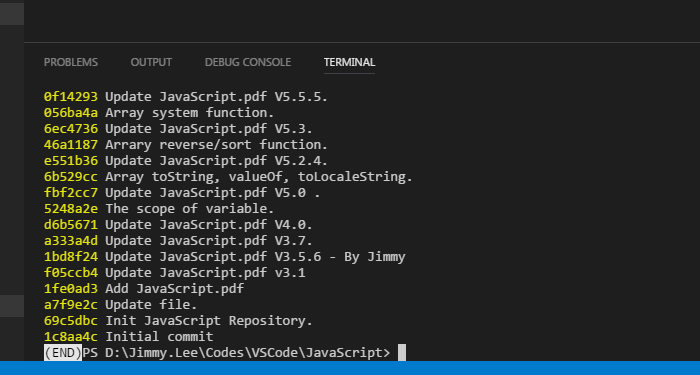 PROBLEMS OUTPUT DEBUG CONSOLE TERMINAL
0f14293 Update JavaScript.pdf V5.5.5.
056ba4a Array system function.
6ec4736 Update JavaScript.pdf V5.3.
46a1187 Arrary reverse/sort function.
e551b36 Update JavaScript.pdf V5.2.4.
6b529cc Array toString, valueOf, toLocaleString.
fbf2cc7 Update JavaScript.pdf V5.0 .
5248a2e The scope of variable.
d6b5671 Update JavaScript.pdf V4.0.
a333a4d Update JavaScript.pdf V3.7.
1bd8f24 Update JavaScript.pdf V3.5.6 - By Jimmy
f05ccb4 Update JavaScript.pdf v3.1
1fe0ad3 Add JavaScript.pdf
a7f9e2c Update file.
69c5dbc Init JavaScript Repository.
1c8aa4c Initial commit
(END)PS D:\Jimmy.Lee\Codes\VSCode\JavaScript>